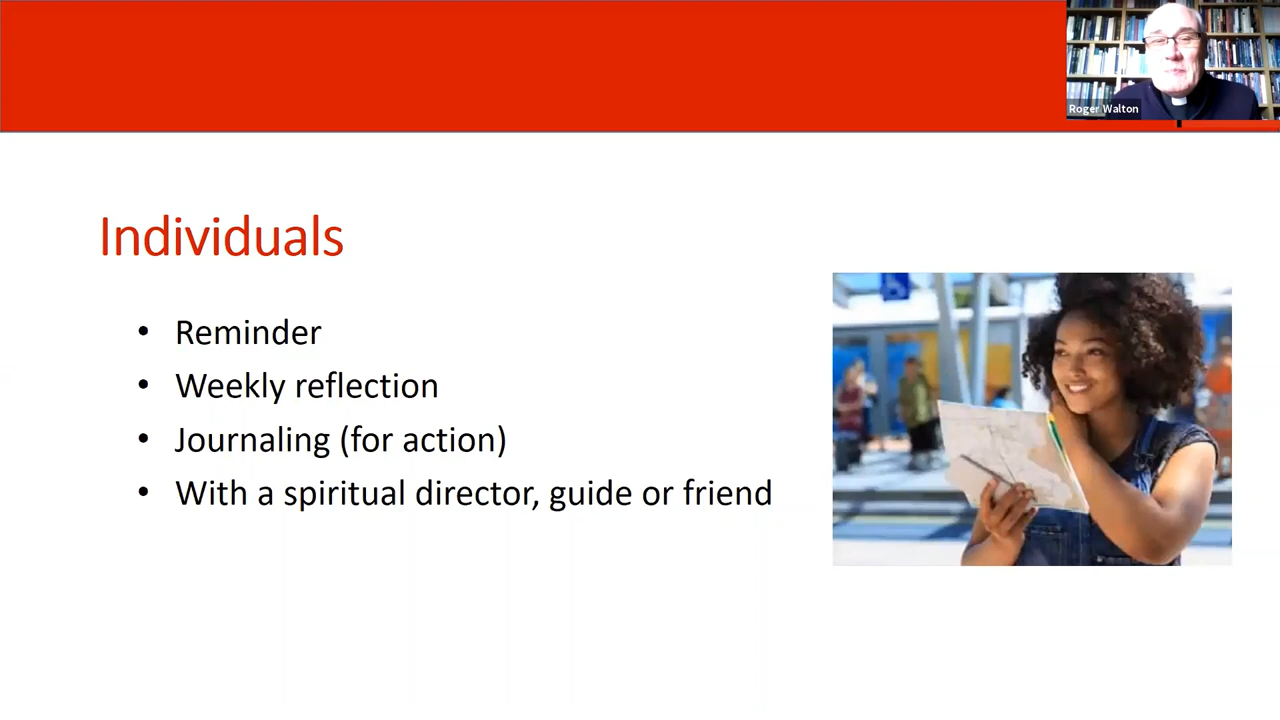 Roger Walton
Individuals
• Reminder
• Weekly reflection
• Journaling (for action)
• With a spiritual director, guide or friend